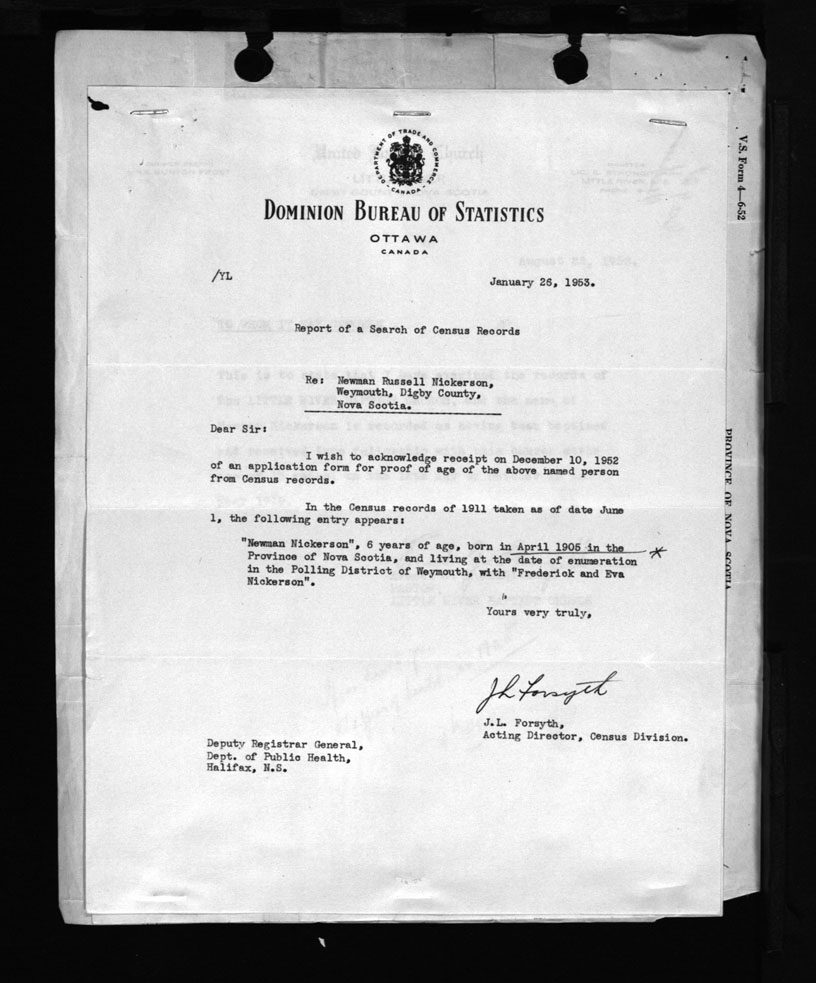 V.S. Form 4—6-52
DEPARTMENT OF TRADE AND COMMERCE
CANADA
DOMINION BUREAU OF STATISTICS
OTTAWA
CANADA
/YL
January 26, 1953.
Report of a Search of Census Records
Re: Newman Russell Nickerson,
Weymouth, Digby County,
Nova Scotia.
Dear Sir:
I wish to acknowledge receipt on December 10, 1952
of an application form for proof of age of the above named person
from Census records.
In the Census records of 1911 taken as of date June
1, the following entry appears:
"Newman Nickerson", 6 years of age, born in April 1905 in the *
Province of Nova Scotia, and living at the date of enumeration
in the Polling District of Weymouth, with "Frederick and Eva
Nickerson".
Yours very truly,
J L Forsyth
J.L. Forsyth,
Acting Director, Census Division.
Deputy Registrar General,
Dept. of Public Health,
Halifax, N.S.
PROVINCE OF NOVA SCOTIA